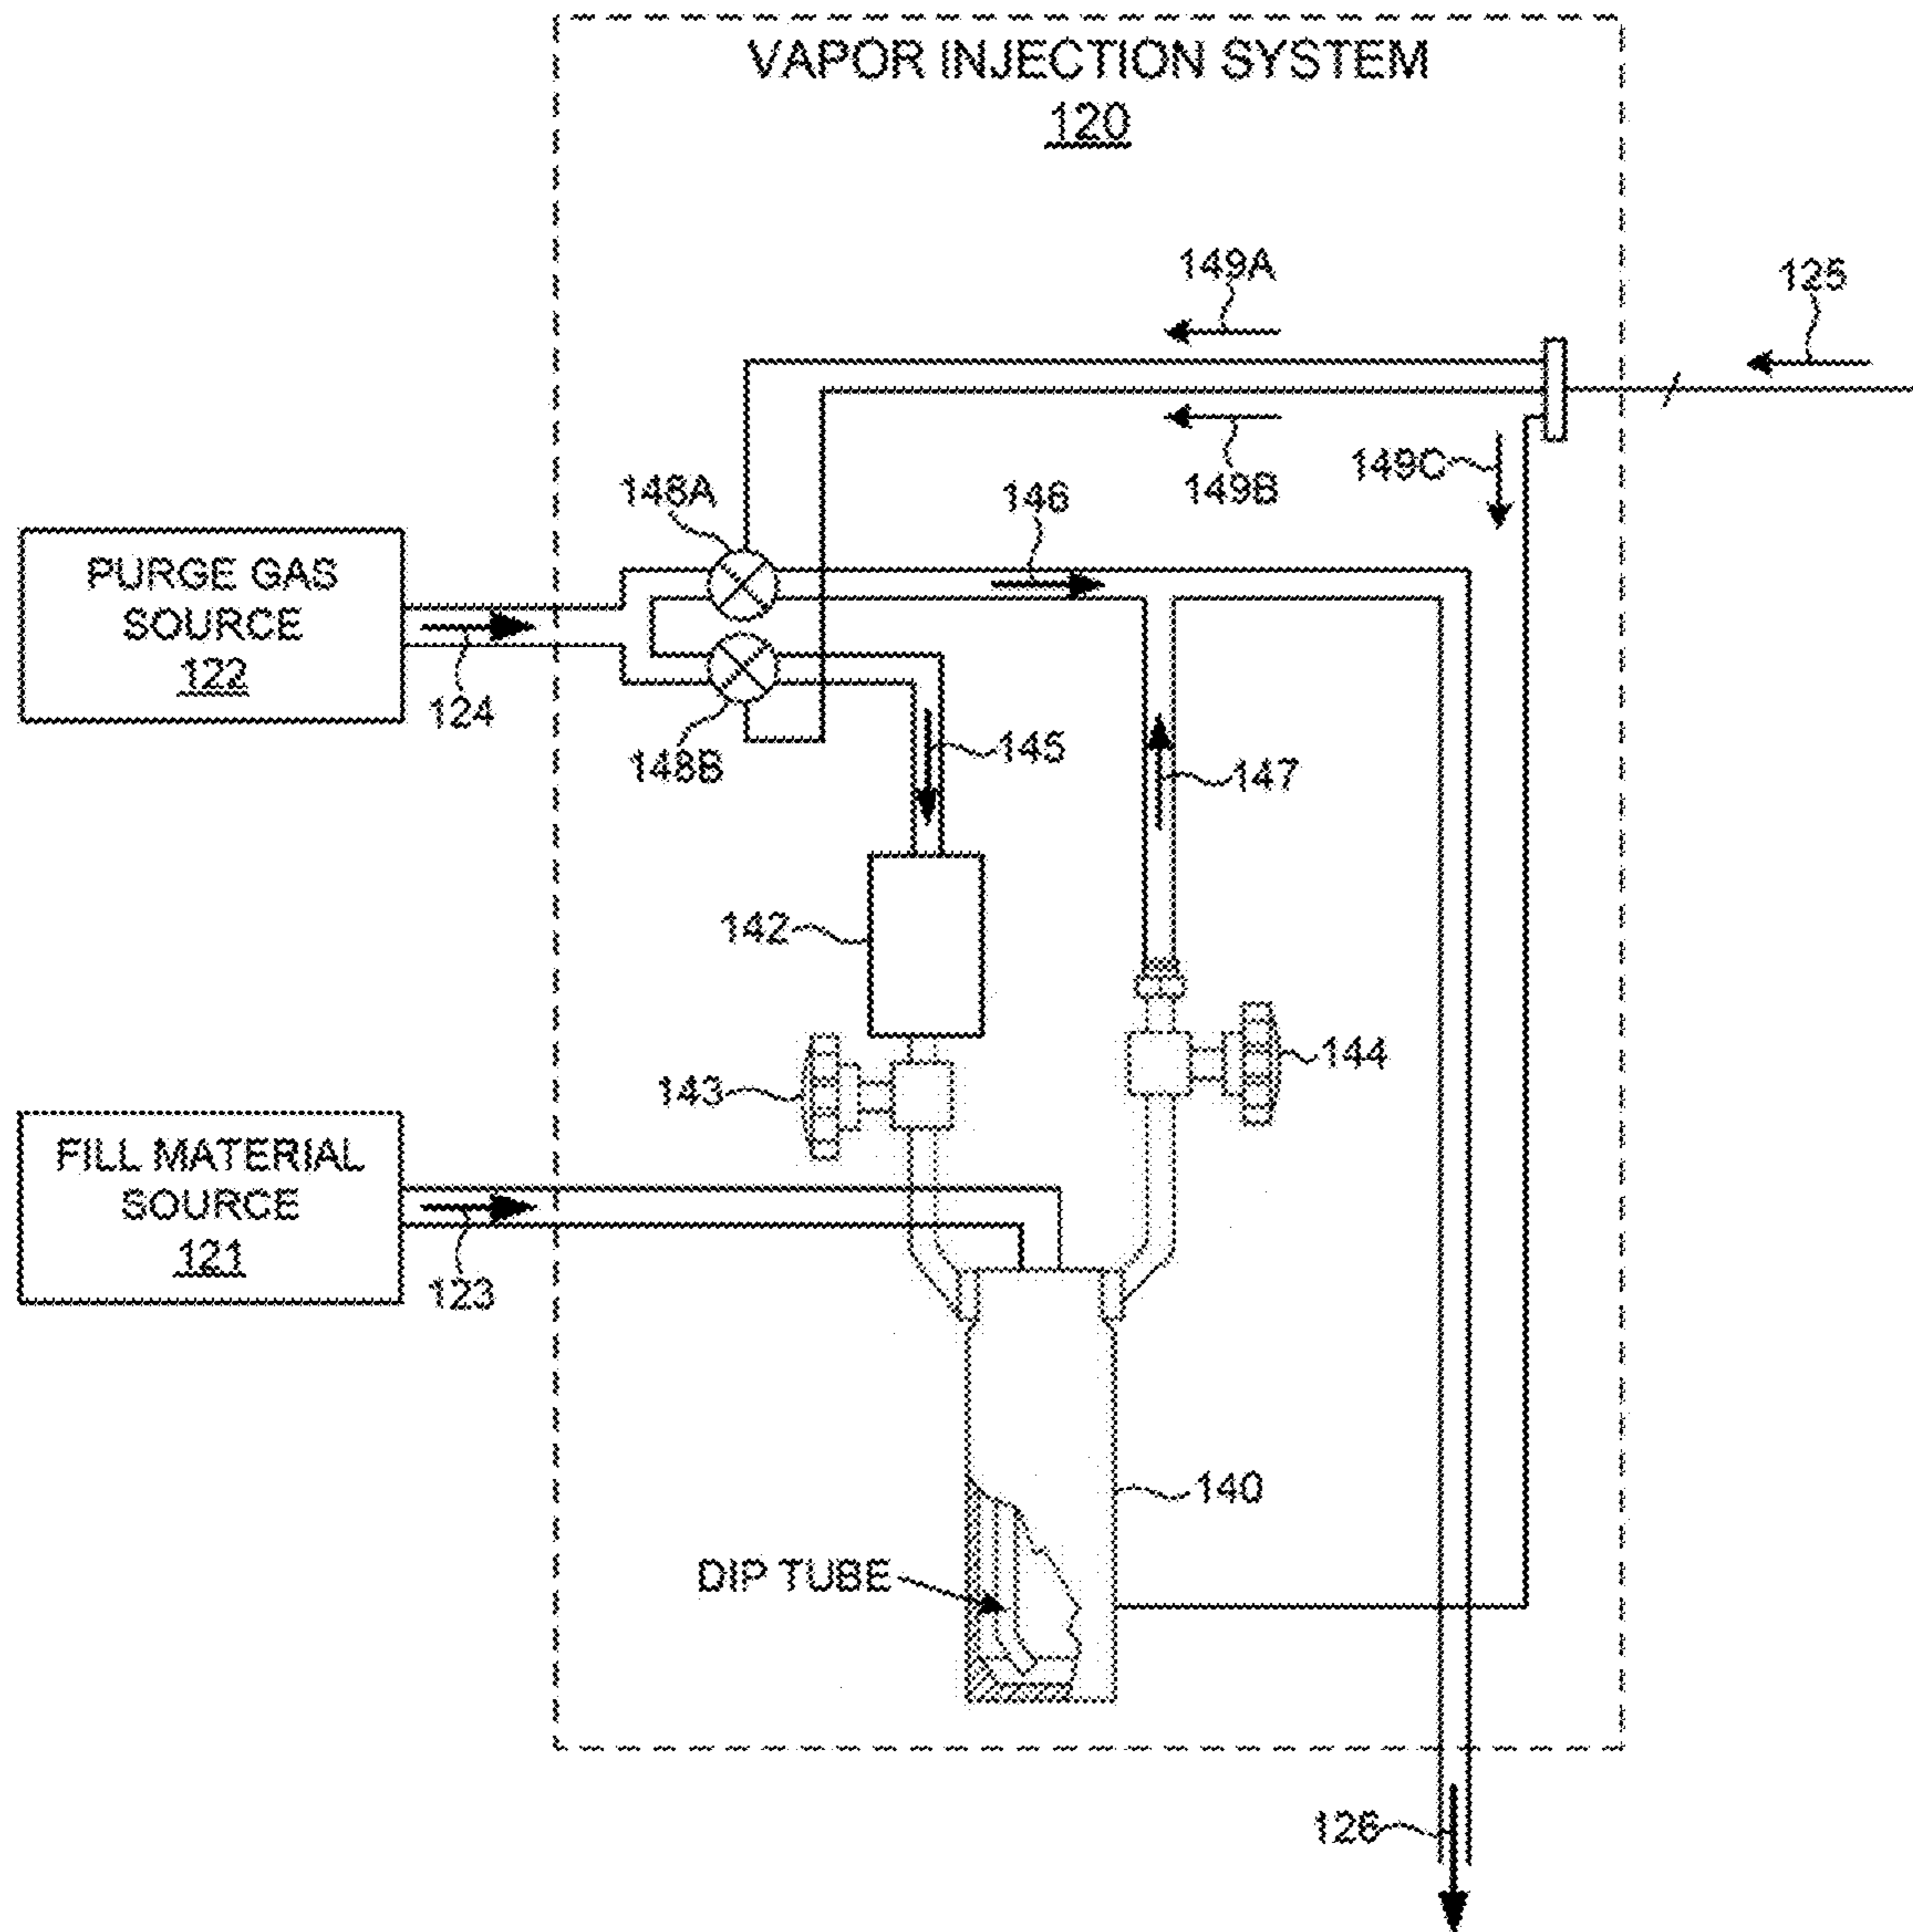 VAPOR INJECTION SYSTEM
120
149A
125
149B
149C
148A
146
PURGE GAS
SOURCE
122
124
148B
145
147
142
144
143
FILL MATERIAL
SOURCE
121
123
140
DIP TUBE
126